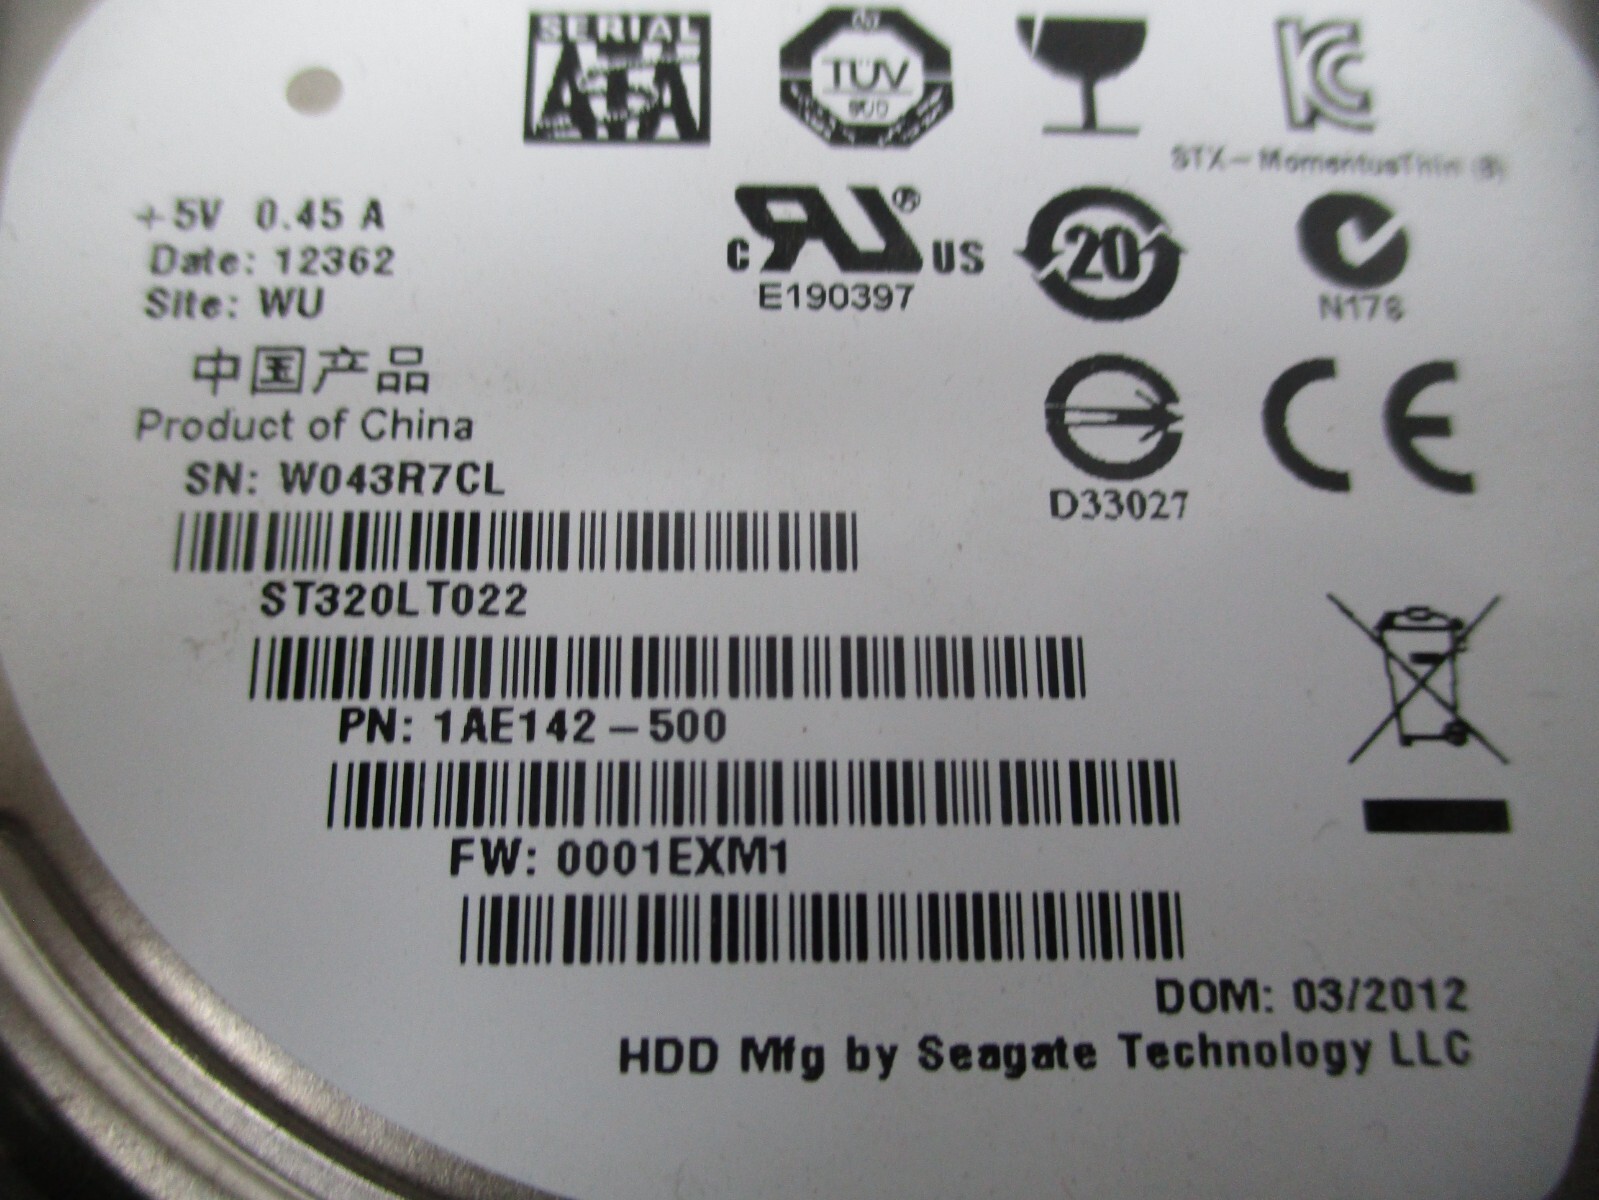 SERIAL
ATA
TÜV
SÜD
STX-MomentusThin
+5V 0.45 A
Date: 12362
Site: WU
中国产品
Product of China
C RU ® US
E190397
20
N178
CE
D33027
SN: W043R7CL
ST320LT022
PN: 1AE142-500
FW: 0001EXM1
DOM: 03/2012
HDD Mfg by Seagate Technology LLC